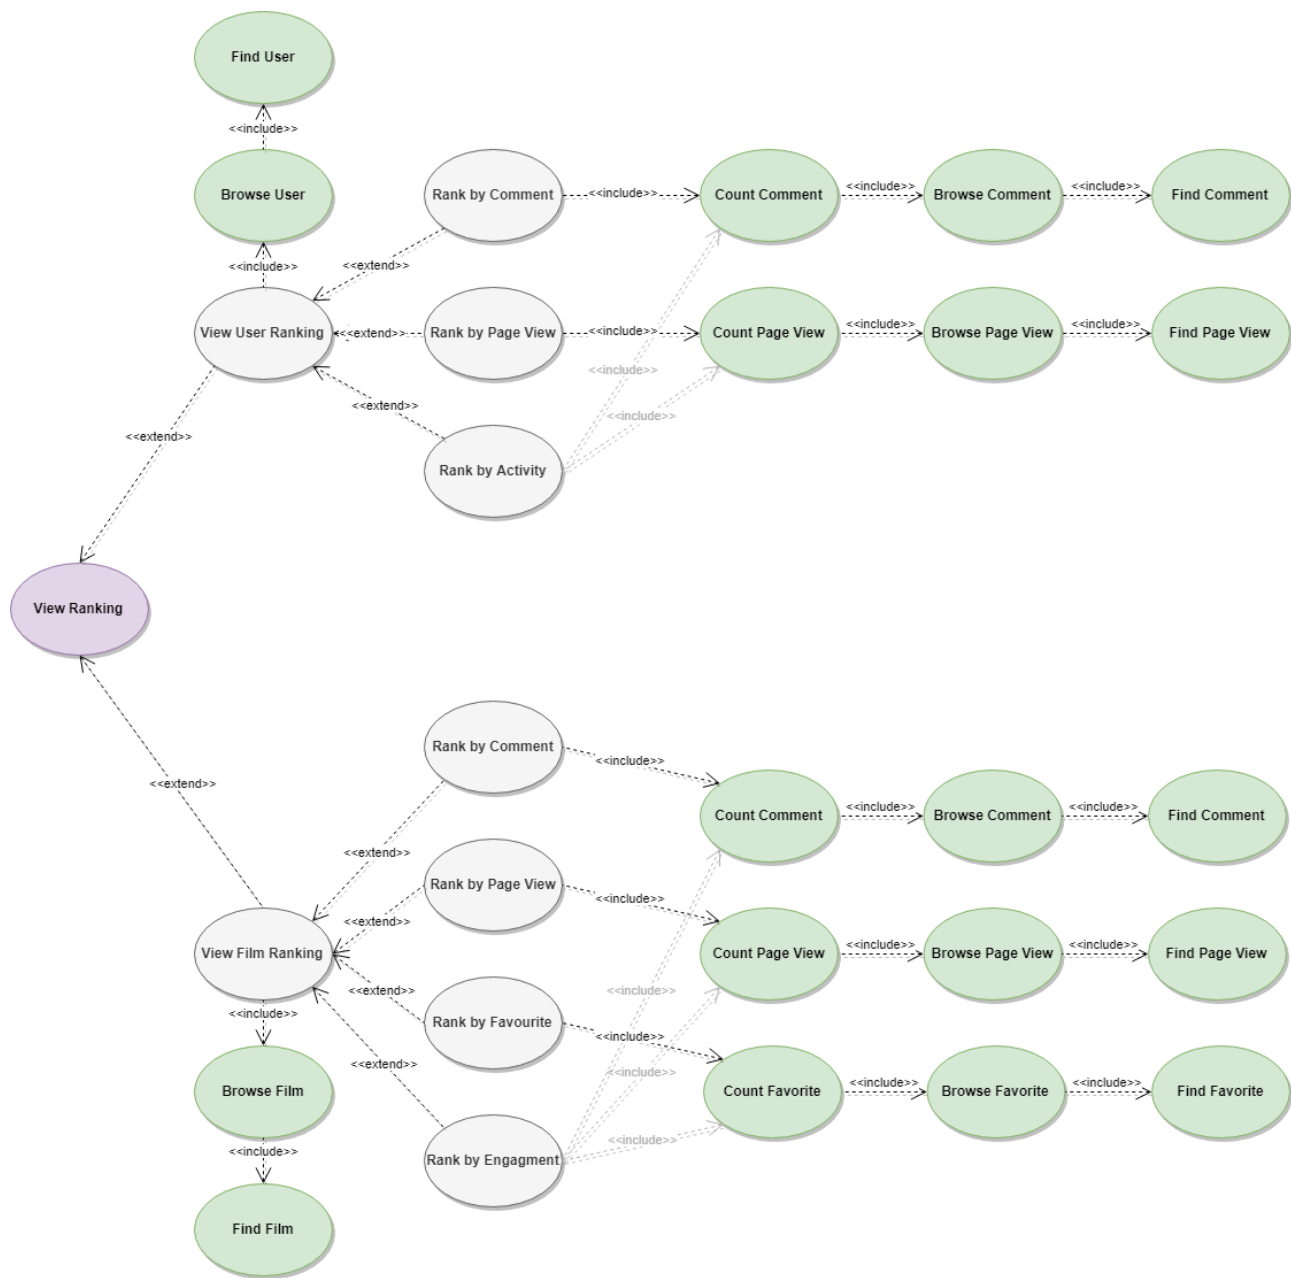 Find User
<<include>>
Browse User
Rank by Comment
<<include>>
Count Comment
<<include>>
Browse Comment
<<include>>
Find Comment
<<include>>
<<extend>>
View User Ranking
<<extend>>
Rank by Page View
<<include>>
Count Page View
<<include>>
Browse Page View
<<include>>
Find Page View
<<include>>
<<extend>>
<<include>>
<<extend>>
Rank by Activity
View Ranking
Rank by Comment
<<include>>
<<extend>>
Count Comment
<<include>>
Browse Comment
<<include>>
Find Comment
<<extend>>
Rank by Page View
<<include>>
<<extend>>
View Film Ranking
Count Page View
<<include>>
Browse Page View
<<include>>
Find Page View
<<extend>>
<<include>>
<<include>>
Rank by Favourite
<<include>>
<<extend>>
<<include>>
Browse Film
Count Favorite
<<include>>
Browse Favorite
<<include>>
Find Favorite
<<include>>
<<include>>
Rank by Engagment
Find Film